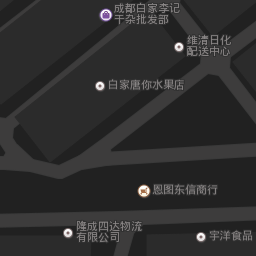 成都白家李记
干杂批发部
维清日化
配送中心
白家唐你水果店
恩图东信商行
隆成四达物流
有限公司
宇洋食品